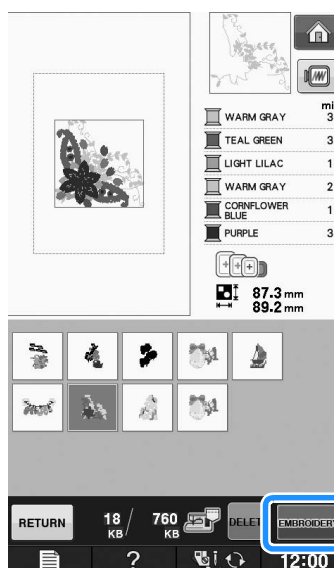 mi
WARM GRAY 3
TEAL GREEN 3
LIGHT LILAC 1
WARM GRAY 2
CORNFLOWER
BLUE 1
PURPLE 3
87.3 mm
89.2 mm
RETURN
18 / 760
KB KB
DELET
EMBROIDERY
?
12:00